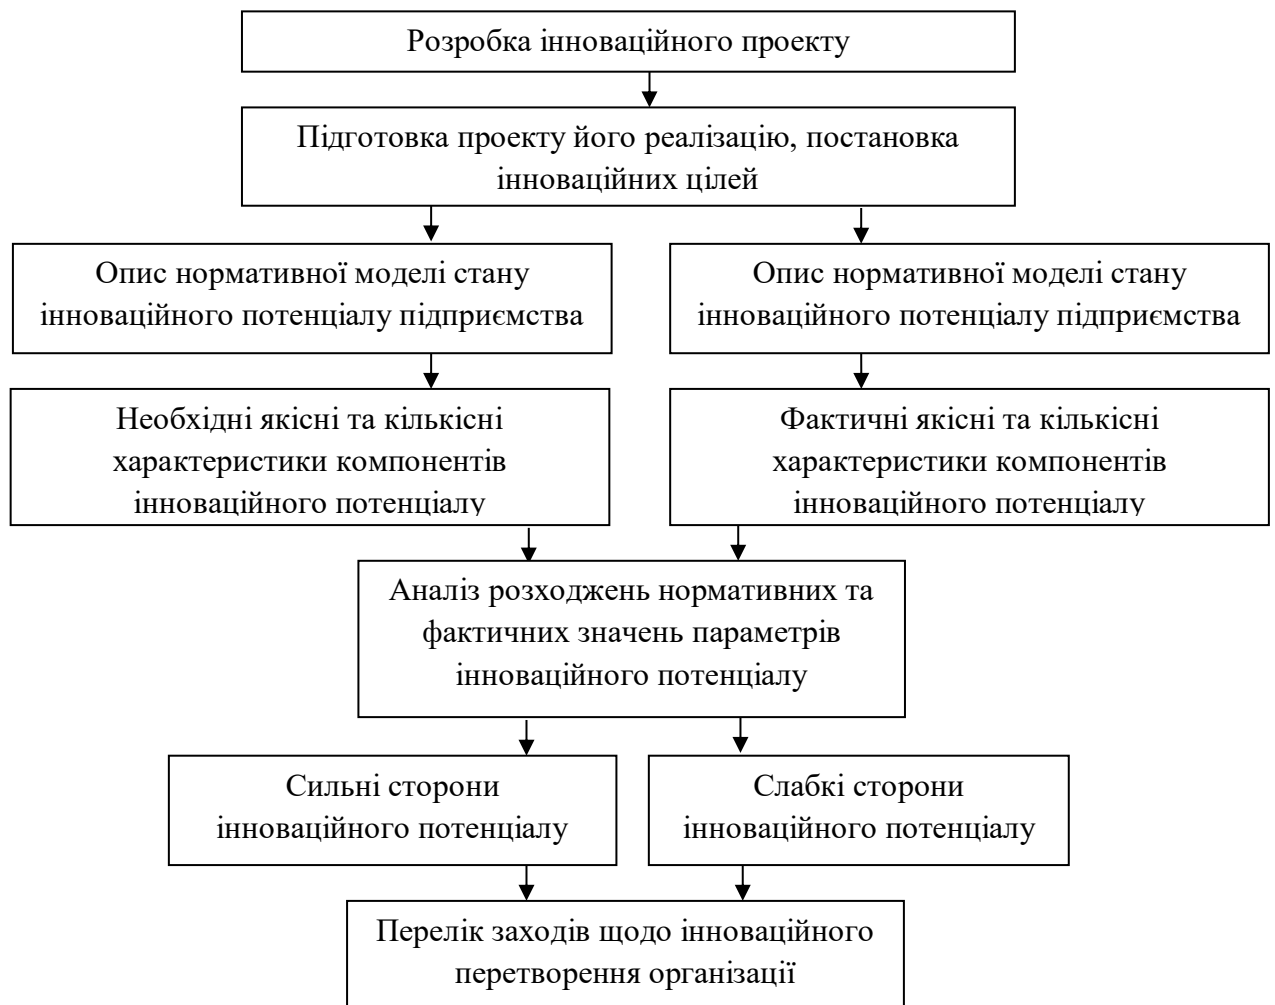 Розробка інноваційного проекту
Підготовка проекту його реалізацію, постановка
інноваційних цілей
Опис нормативної моделі стану
інноваційного потенціалу підприємства
Опис нормативної моделі стану
інноваційного потенціалу підприємства
Необхідні якісні та кількісні
характеристики компонентів
інноваційного потенціалу
Фактичні якісні та кількісні
характеристики компонентів
інноваційного потенціалу
Аналіз розходжень нормативних та
фактичних значень параметрів
інноваційного потенціалу
Сильні сторони
інноваційного потенціалу
Слабкі сторони
інноваційного потенціалу
Перелік заходів щодо інноваційного
перетворення організації